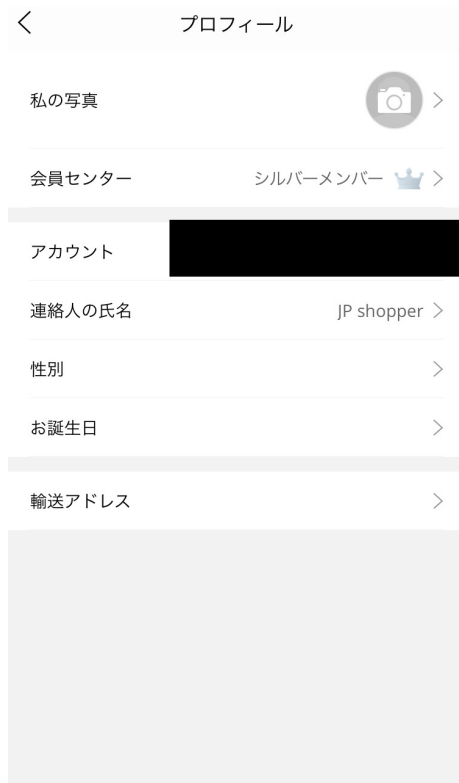 プロフィール
私の写真
会員センター シルバーメンバー
アカウント
連絡人の氏名 JP shopper
性別
お誕生日
輸送アドレス